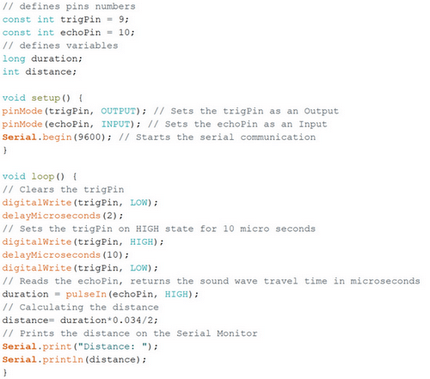 // defines pins numbers
const int trigPin = 9;
const int echoPin = 10;
// defines variables
long duration;
int distance;
void setup() {
pinMode(trigPin, OUTPUT); // Sets the trigPin as an Output
pinMode(echoPin, INPUT); // Sets the echoPin as an Input
Serial.begin(9600); // Starts the serial communication
}
void loop() {
// Clears the trigPin
digitalWrite(trigPin, LOW);
delayMicroseconds(2);
// Sets the trigPin on HIGH state for 10 micro seconds
digitalWrite(trigPin, HIGH);
delayMicroseconds(10);
digitalWrite(trigPin, LOW);
// Reads the echoPin, returns the sound wave travel time in microseconds
duration = pulseIn(echoPin, HIGH);
// Calculating the distance
distance= duration*0.034/2;
// Prints the distance on the Serial Monitor
Serial.print("Distance: ");
Serial.println(distance);
}